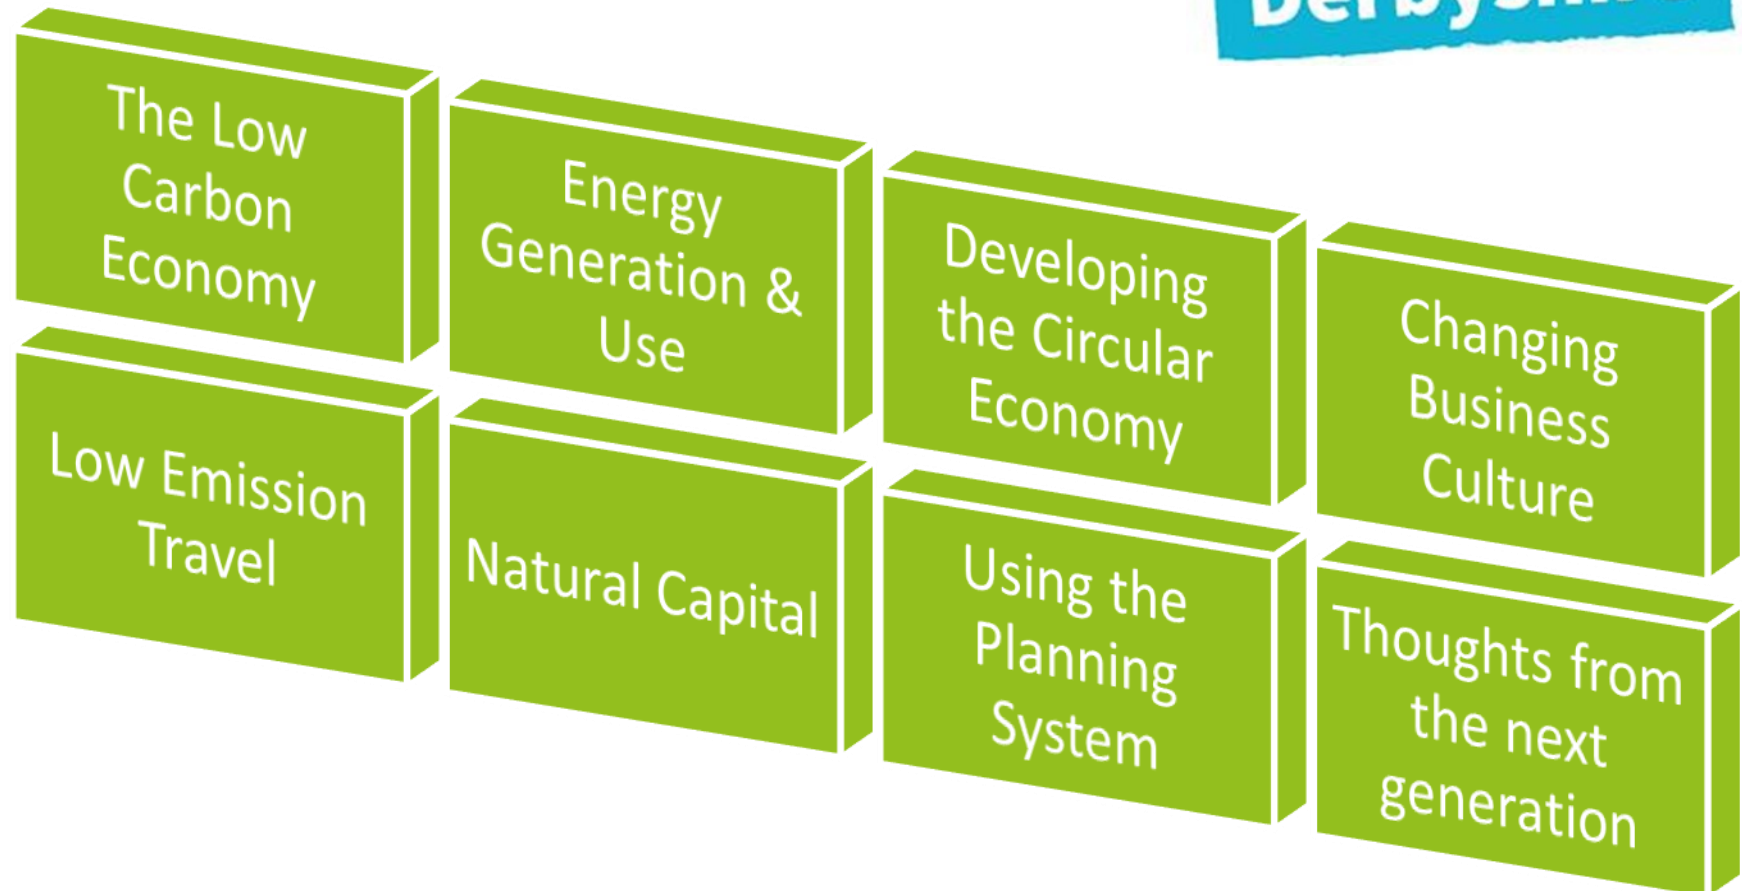 Derbyshire
The Low
Carbon
Economy
Energy
Generation &
Use
Developing
the Circular
Economy
Changing
Business
Culture
Low Emission
Travel
Natural Capital
Using the
Planning
System
Thoughts from
the next
generation